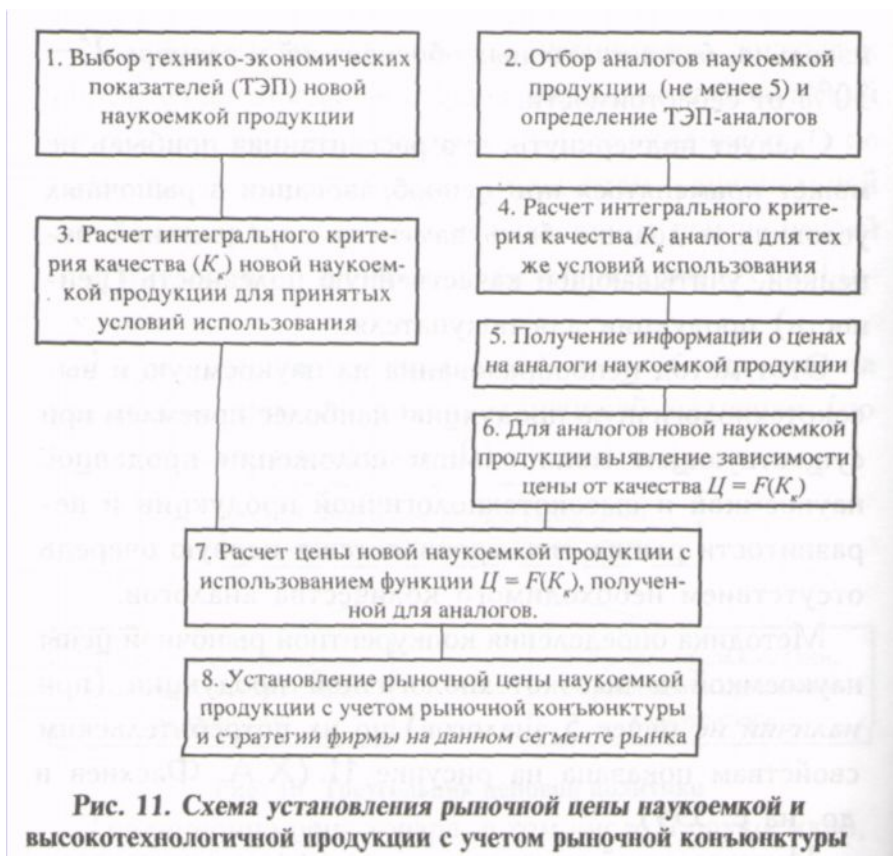 1. Выбор технико-экономических
показателей (ТЭП) новой
наукоемкой продукции
2. Отбор аналогов наукоемкой
продукции (не менее 5) и
определение ТЭП-аналогов
3. Расчет интегрального крите-
рия качества (Кк) новой наукоем-
кой продукции для принятых
условий использования
4. Расчет интегрального крите-
рия качества Кк аналога для тех
же условий использования
5. Получение информации о ценах
на аналоги наукоемкой продукции
6. Для аналогов новой наукоемкой
продукции выявление зависимости
цены от качества Ц = F(Кк)
7. Расчет цены новой наукоемкой продукции с
использованием функции Ц = F(Кк), получен-
ной для аналогов.
8. Установление рыночной цены наукоемкой
продукции с учетом рыночной конъюнктуры
и стратегии фирмы на данном сегменте рынка
Рис. 11. Схема установления рыночной цены наукоемкой и
высокотехнологичной продукции с учетом рыночной конъюнктуры